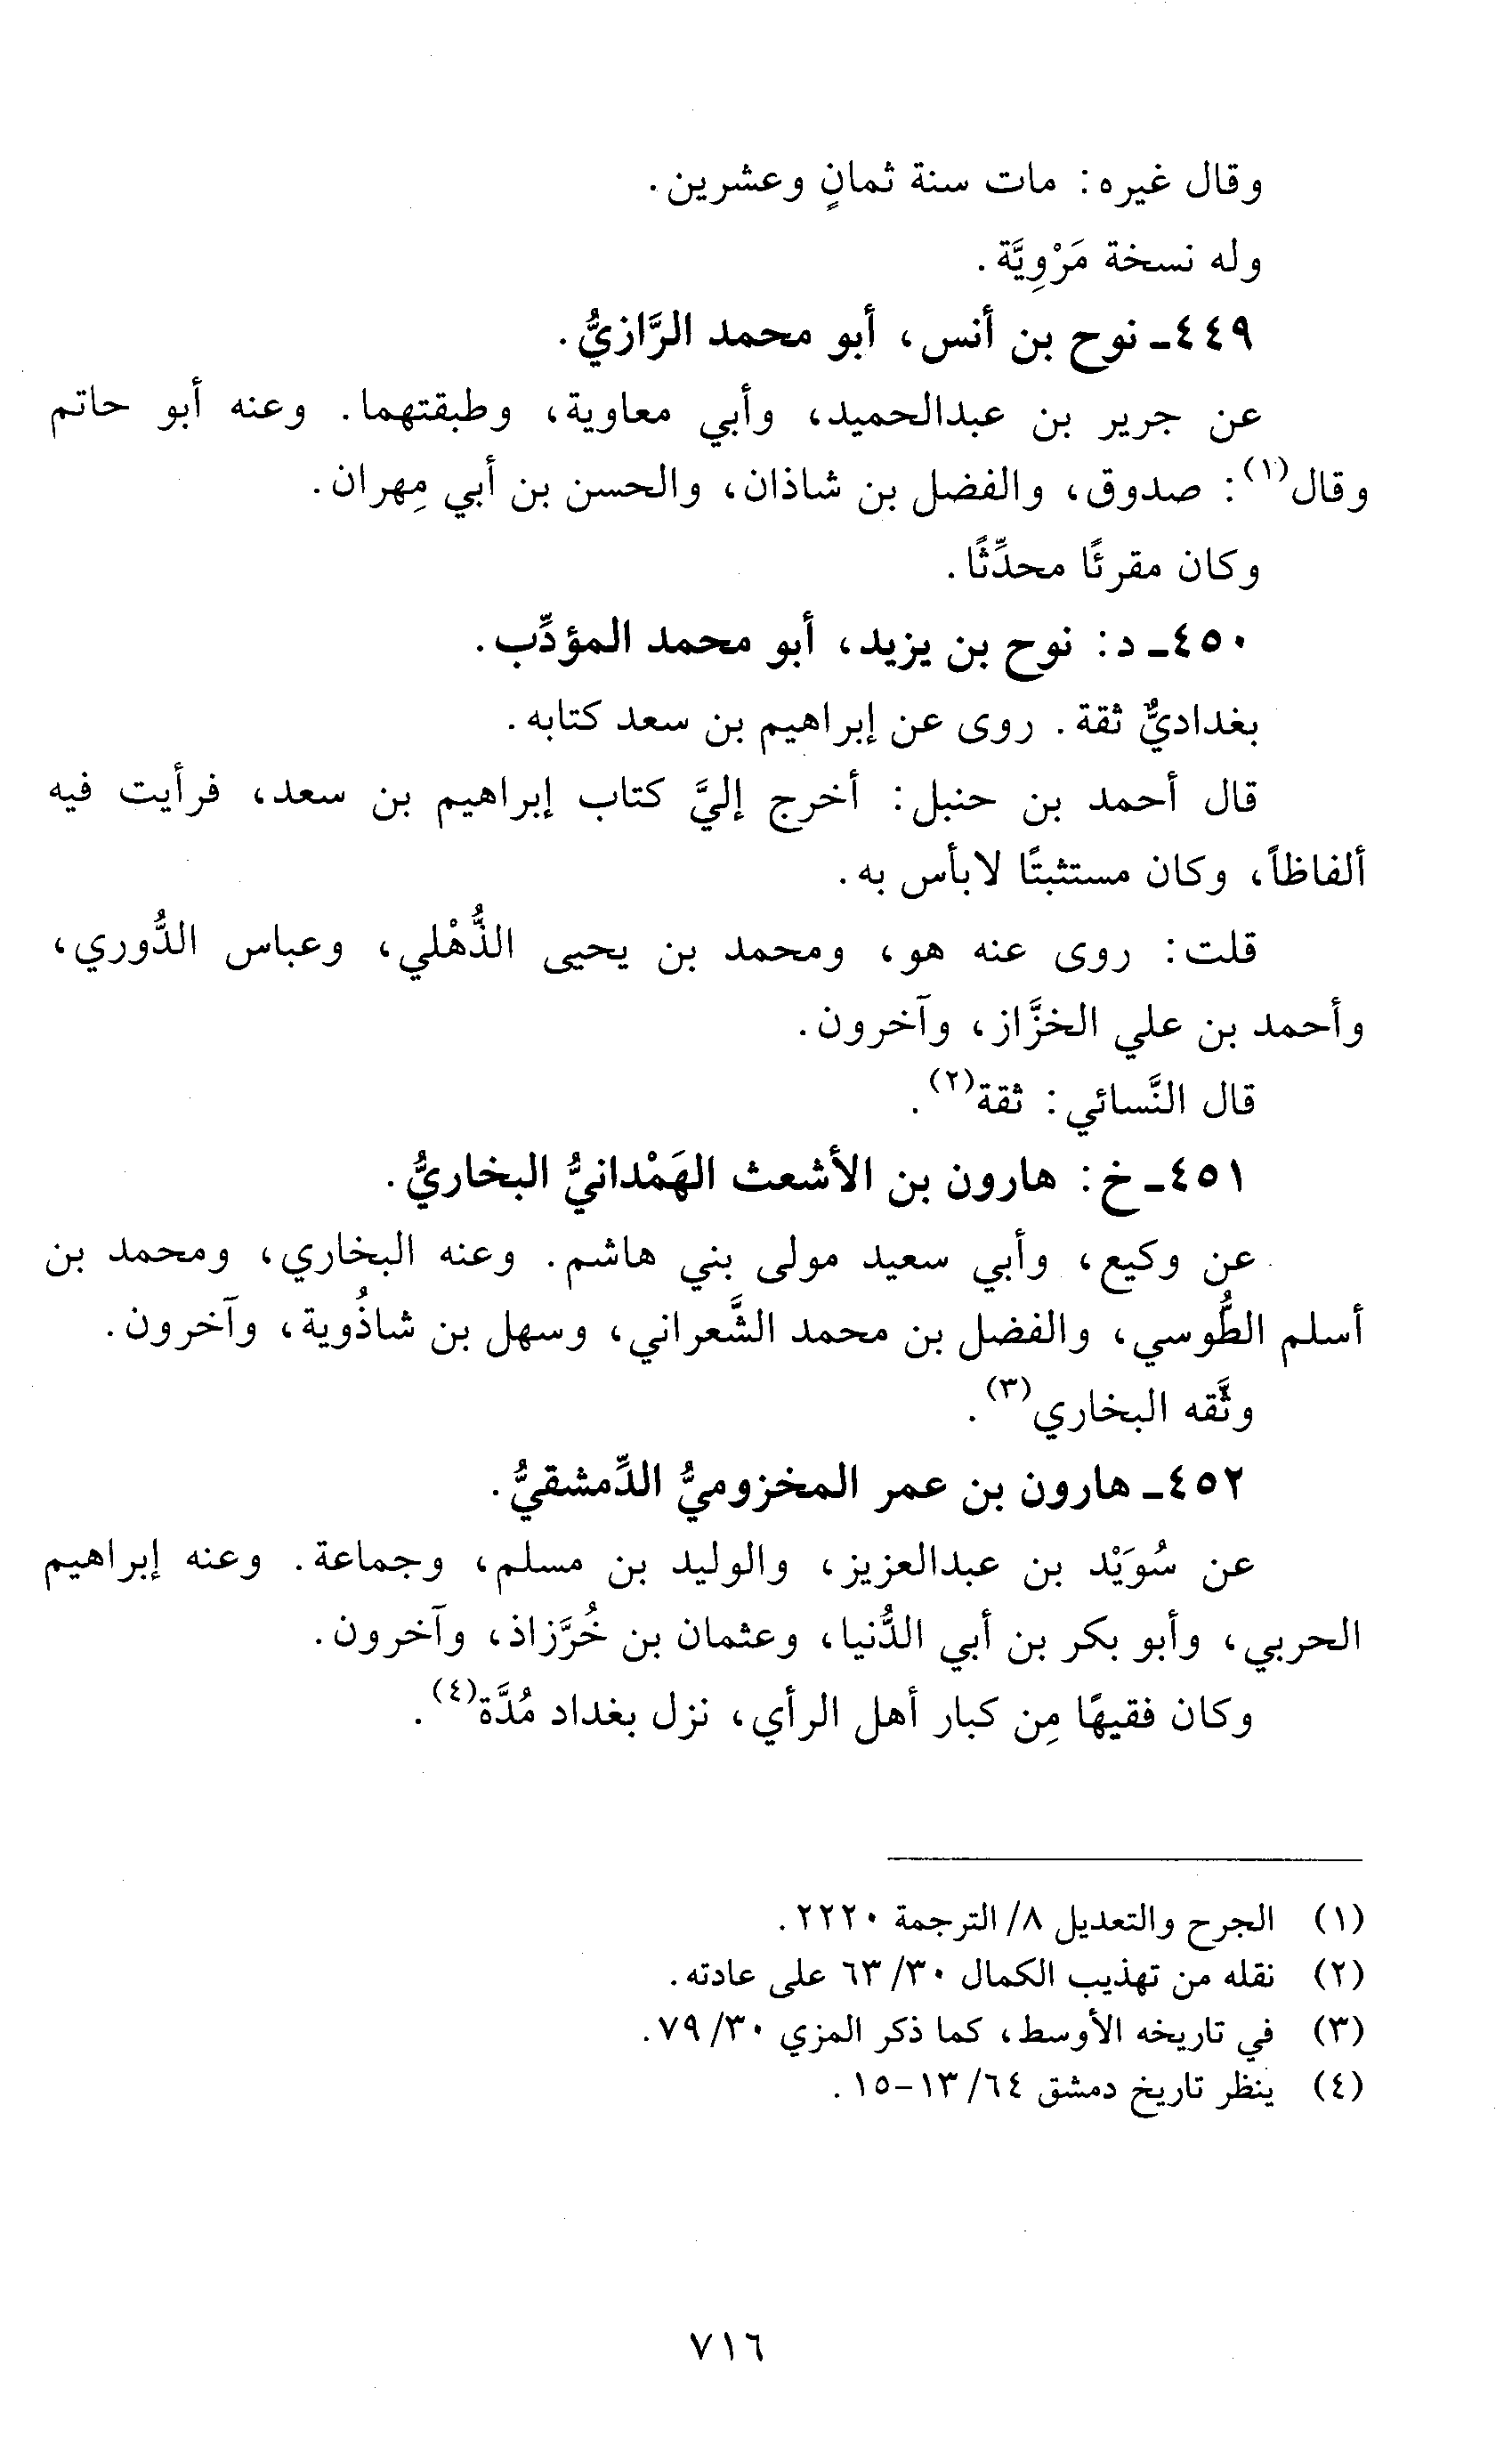 وقال غيره: مات سنة ثمانٍ وعشرين.
وله نسخة مَرْوِيَّة.
٤٤٩- نوح بن أنس، أبو محمد الرَّازيُّ.
عن جرير بن عبدالحميد، وأبي معاوية، وطبقتهما. وعنه أبو حاتم
وقال(١): صدوق، والفضل بن شاذان، والحسن بن أبي مِهران.
وكان مقرئًا محدِّثًا.
٤٥٠- د: نوح بن يزيد، أبو محمد المؤدِّب.
بغداديٌّ ثقة. روى عن إبراهيم بن سعد كتابه.
قال أحمد بن حنبل: أخرج إليَّ كتاب إبراهيم بن سعد، فرأيت فيه
ألفاظاً، وكان مستثبتًا لابأس به.
قلت: روى عنه هو، ومحمد بن يحيى الذُّهْلي، وعباس الدُّوري،
وأحمد بن علي الخزَّاز، وآخرون.
قال النَّسائي: ثقة(٢).
٤٥١- خ: هارون بن الأشعث الهَمْدانيُّ البخاريُّ.
عن وكيع، وأبي سعيد مولى بني هاشم. وعنه البخاري، ومحمد بن
أسلم الطُّوسي، والفضل بن محمد الشَّعراني، وسهل بن شاذُوية، وآخرون.
وثَّقه البخاري(٣).
٤٥٢- هارون بن عمر المخزوميُّ الدِّمشقيُّ.
عن سُوَيْد بن عبدالعزيز، والوليد بن مسلم، وجماعة. وعنه إبراهيم
الحربي، وأبو بكر بن أبي الدُّنيا، وعثمان بن خُرَّزاذ، وآخرون.
وكان فقيهًا مِن كبار أهل الرأي، نزل بغداد مُدَّة(٤).
(١) الجرح والتعديل ٨/ الترجمة ٢٢٢٠.
(٢) نقله من تهذيب الكمال ٣٠/ ٦٣ على عادته.
(٣) في تاريخه الأوسط، كما ذكر المزي ٣٠/ ٧٩.
(٤) ينظر تاريخ دمشق ٦٤/ ١٣-١٥.
٧١٦